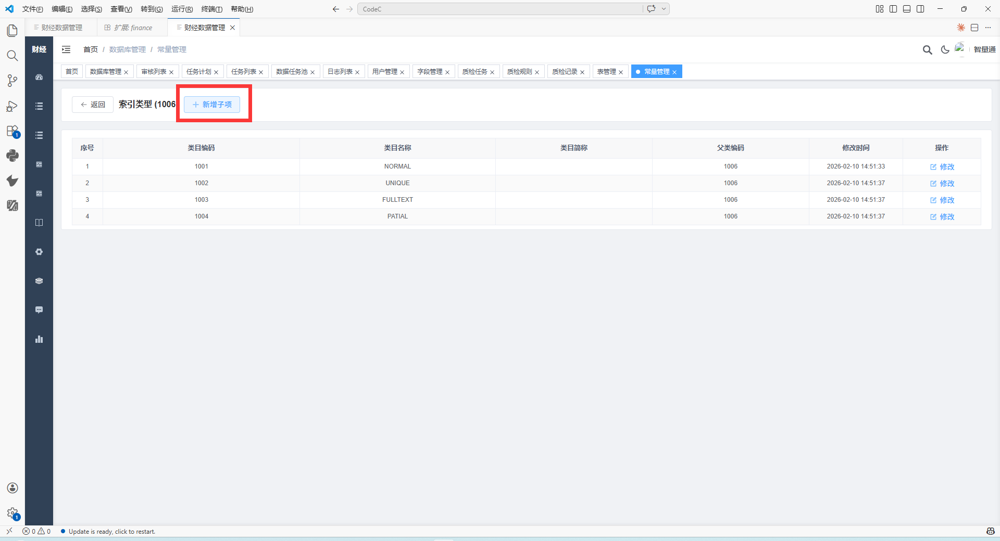 文件(F) 编辑(E) 选择(S) 查看(V) 转到(G) 运行(R) 终端(T) 帮助(H) CodeC
财经数据管理 扩展: finance 财经数据管理
财经 首页 / 数据库管理 / 常量管理 智量通
首页 数据库管理 审核列表 任务计划 任务列表 数据任务池 日志列表 用户管理 字段管理 质检任务 质检规则 质检记录 表管理 常量管理
返回 索引类型 (1006 新增子项
序号 类目编码 类目名称 类目简称 父类编码 修改时间 操作
1 1001 NORMAL 1006 2026-02-10 14:51:33 修改
2 1002 UNIQUE 1006 2026-02-10 14:51:37 修改
3 1003 FULLTEXT 1006 2026-02-10 14:51:37 修改
4 1004 PATIAL 1006 2026-02-10 14:51:37 修改
1
1
0 0 Update is ready, click to restart.